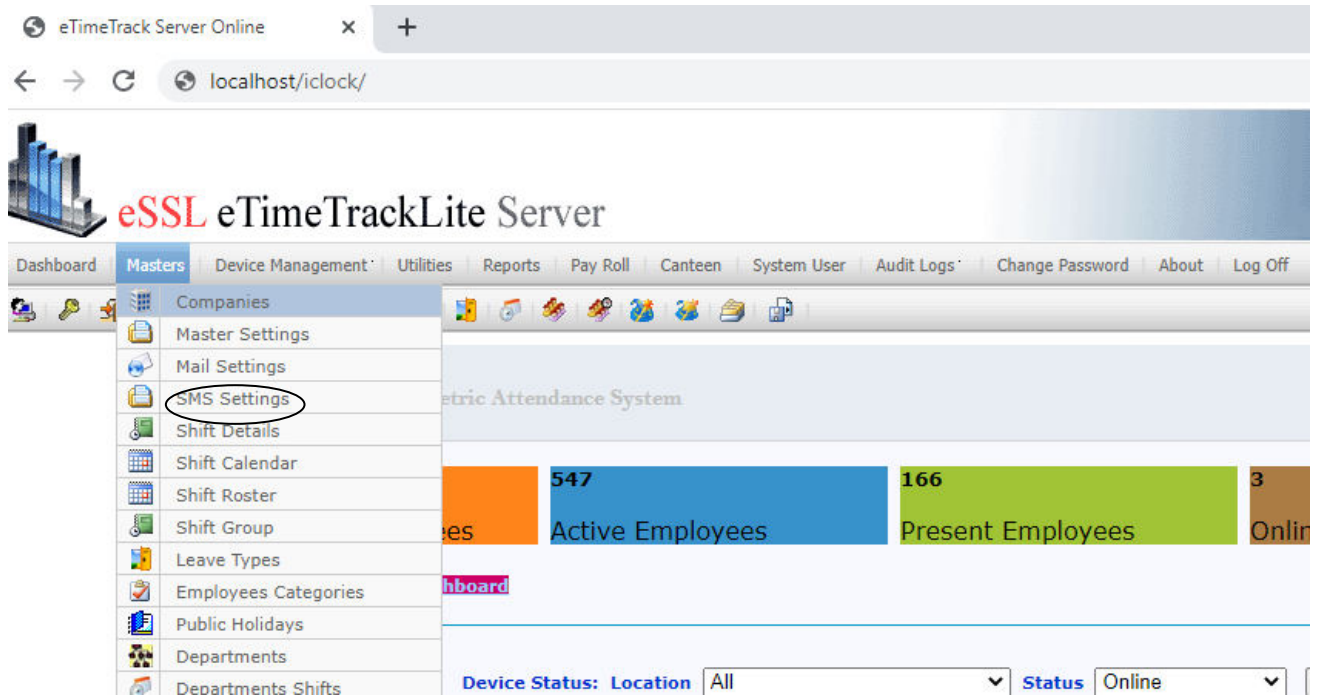 eTimeTrack Server Online
localhost/iclock/
eSSL eTimeTrackLite Server
Dashboard Masters Device Management Utilities Reports Pay Roll Canteen System User Audit Logs Change Password About Log Off
Companies
Master Settings
Mail Settings
SMS Settings
etric Attendance System
Shift Details
Shift Calendar
Shift Roster
Shift Group
Leave Types
Employees Categories
Public Holidays
Departments
Departments Shifts
ees
547
Active Employees
166
Present Employees
3
Onlin
hboard
Device Status: Location All Status Online